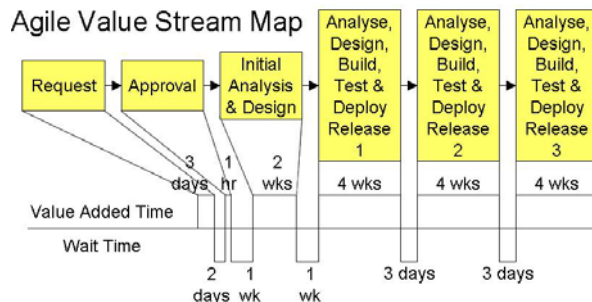 Agile Value Stream Map
Request
Approval
Initial
Analysis
& Design
Analyse,
Design,
Build,
Test &
Deploy
Release
1
Analyse,
Design,
Build,
Test &
Deploy
Release
2
Analyse,
Design,
Build,
Test &
Deploy
Release
3
3
days
1
hr
2
wks
4 wks
4 wks
4 wks
Value Added Time
Wait Time
2
days
1
wk
1
wk
3 days
3 days